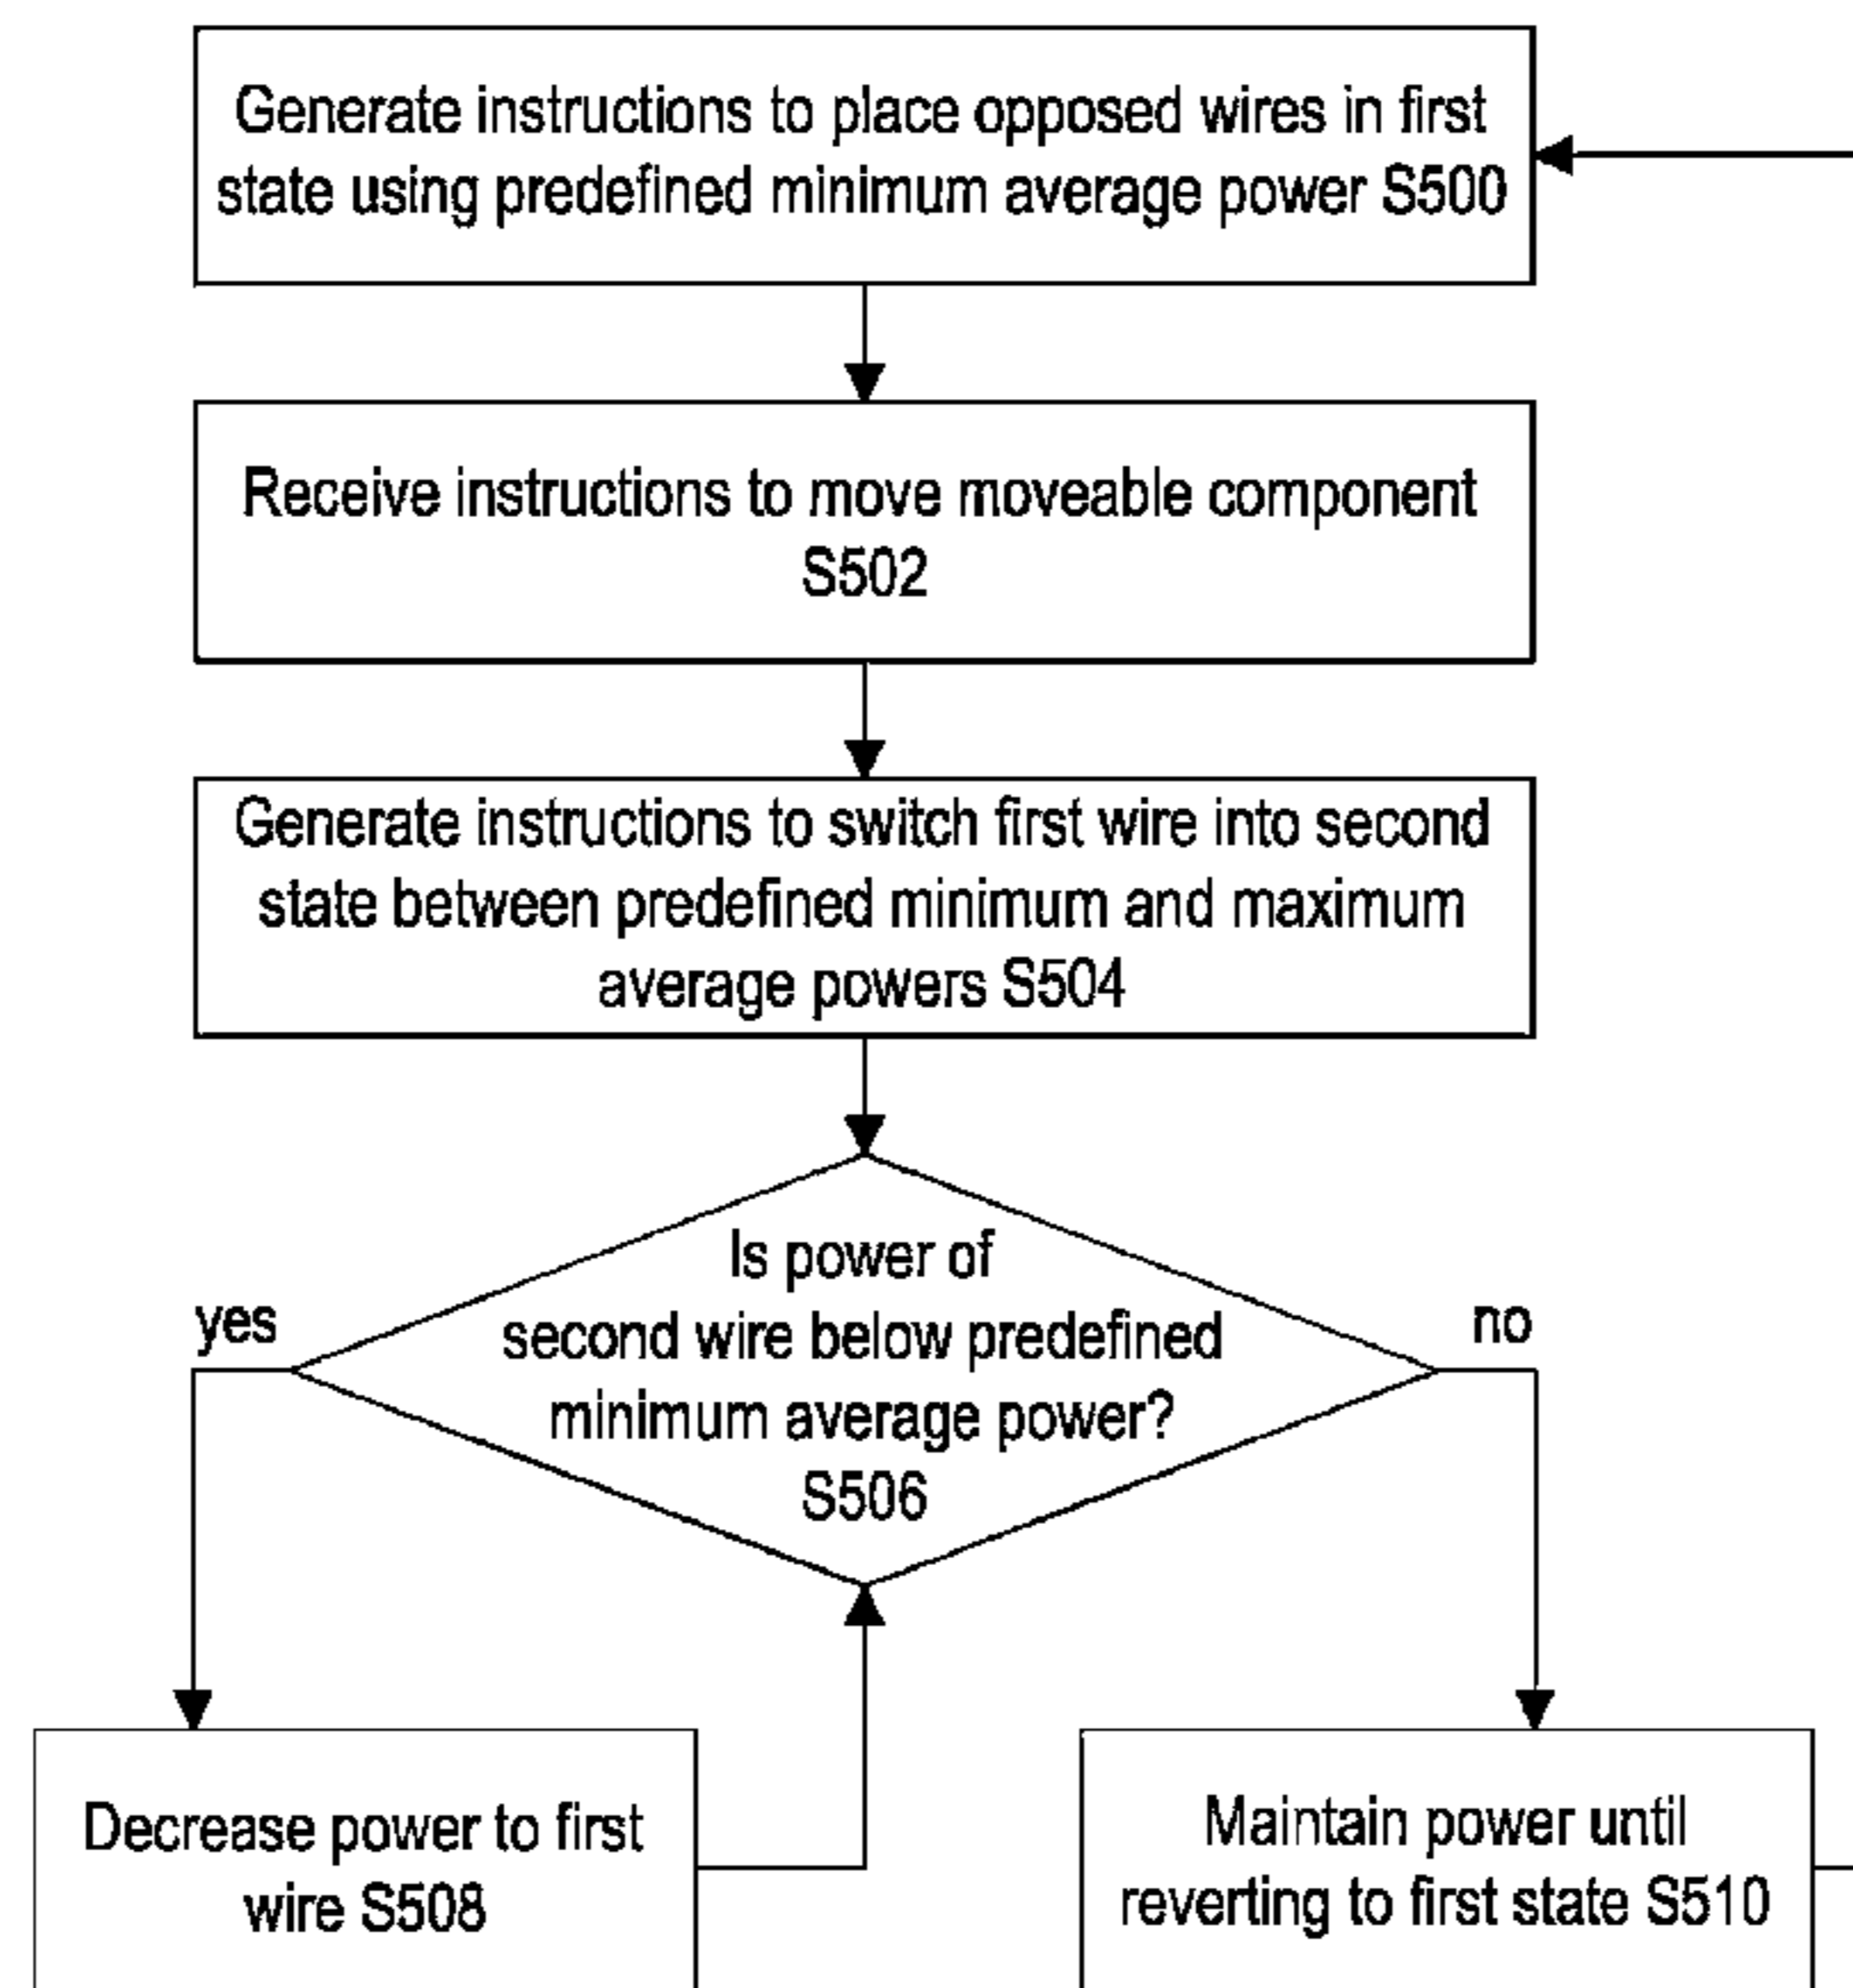 Generate instructions to place opposed wires in first
state using predefined minimum average power S500
Receive instructions to move moveable component
S502
Generate instructions to switch first wire into second
state between predefined minimum and maximum
average powers S504
Is power of
second wire below predefined
minimum average power?
S506
yes
no
Decrease power to first
wire S508
Maintain power until
reverting to first state S510